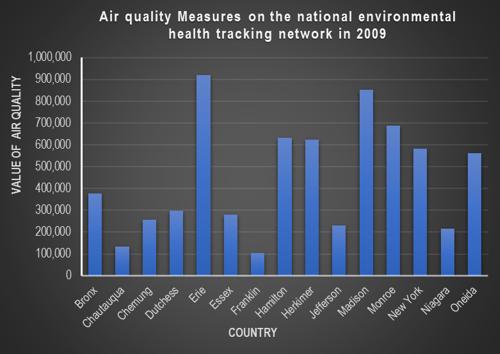 Air quality Measures on the national environmental
health tracking network in 2009
VALUE OF AIR QUALITY
1,000,000
900,000
800,000
700,000
600,000
500,000
400,000
300,000
200,000
100,000
0
Bronx
Chautauqua
Chemung
Dutchess
Erie
Essex
Franklin
Hamilton
Herkimer
Jefferson
Madison
Monroe
New York
Niagara
Oneida
COUNTRY